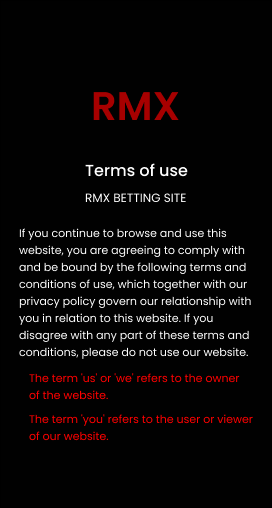 RMX
Terms of use
RMX BETTING SITE
If you continue to browse and use this
website, you are agreeing to comply with
and be bound by the following terms and
conditions of use, which together with our
privacy policy govern our relationship with
you in relation to this website. If you
disagree with any part of these terms and
conditions, please do not use our website.
The term 'us' or 'we' refers to the owner
of the website.
The term 'you' refers to the user or viewer
of our website.